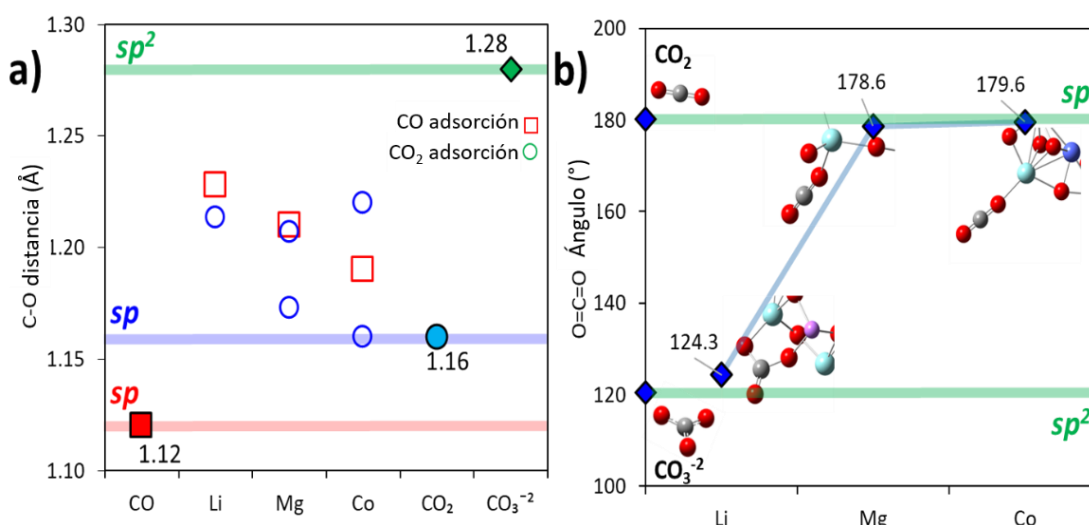 a)
C-O distancia (Å)
1.30
1.25
1.20
1.15
1.10
sp²
1.28
CO adsorción
CO₂ adsorción
sp
1.16
sp
1.12
CO
Li
Mg
Co
CO₂
CO₃⁻²
b)
O=C=O Ángulo (°)
200
180
160
140
120
100
CO₂
178.6
179.6
sp
124.3
sp²
CO₃⁻²
Li
Mg
Co